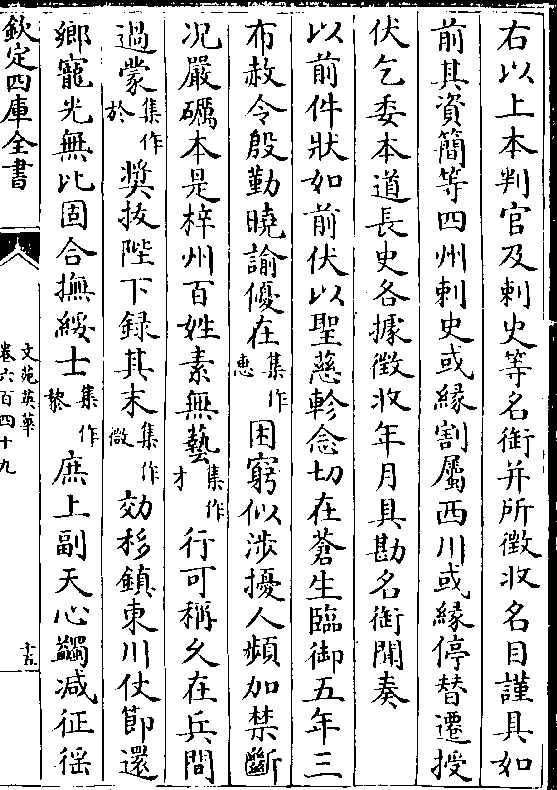 右以上本判官及刺史等名銜并所徵收名目謹具如
前其資簡等四州刺史或緣割屬西川或緣停替遷授
伏乞委本道長史各據徵收年月具勘名銜聞奏
以前件狀如前伏以聖慈軫念切在蒼生臨御五年三
布赦令殷勤曉諭優在集作惠困窮似涉擾人頻加禁斷
况嚴礪本是梓州百姓素無藝集作才行可稱久在兵間
過蒙集作於奬拔陛下録其末集作微効移鎮東川仗節還
鄉寵光無比固合撫綏士集作黎庶上副天心蠲减征徭
欽定四庫全書
文苑英華
卷六百四十九
十五